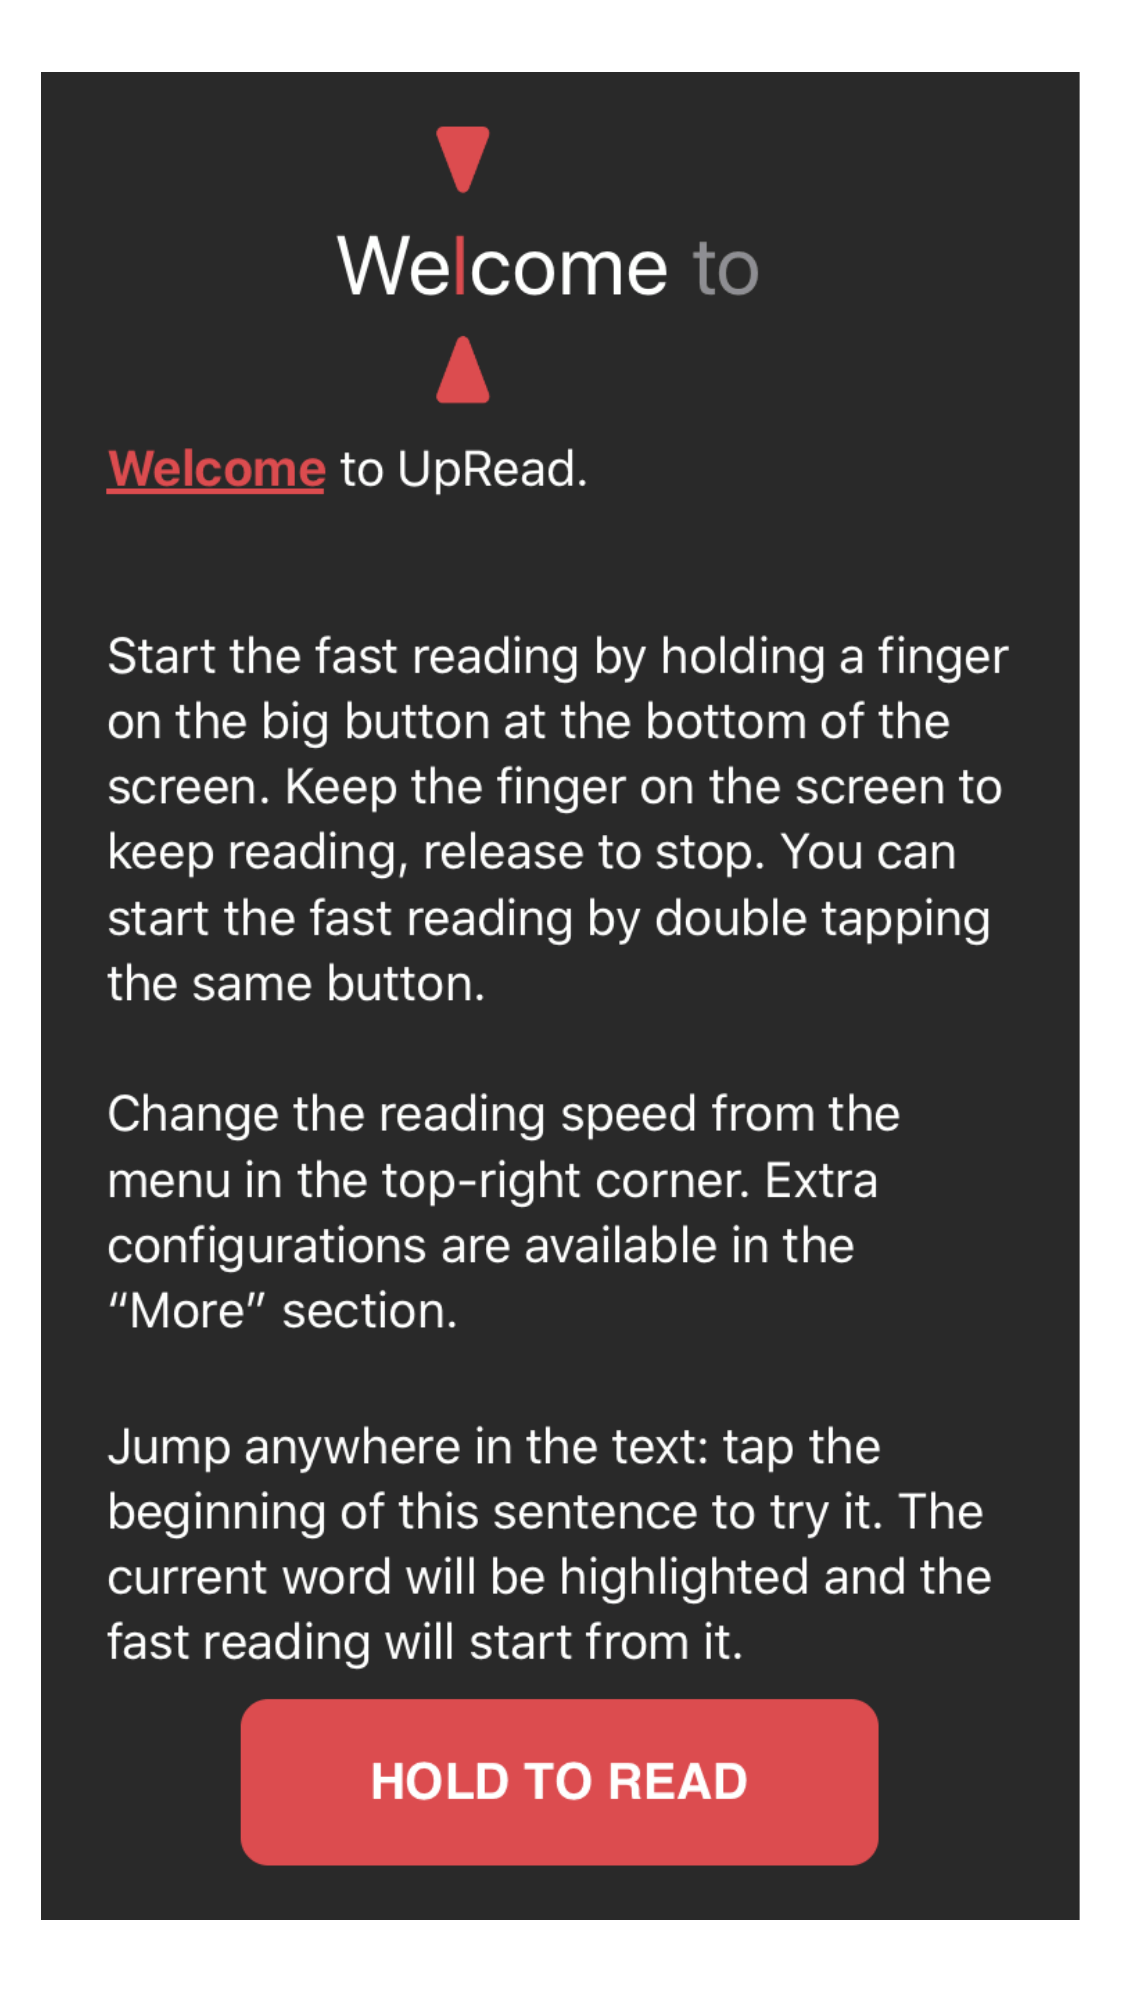 Welcome to
Welcome to UpRead.
Start the fast reading by holding a finger
on the big button at the bottom of the
screen. Keep the finger on the screen to
keep reading, release to stop. You can
start the fast reading by double tapping
the same button.
Change the reading speed from the
menu in the top-right corner. Extra
configurations are available in the
“More” section.
Jump anywhere in the text: tap the
beginning of this sentence to try it. The
current word will be highlighted and the
fast reading will start from it.
HOLD TO READ